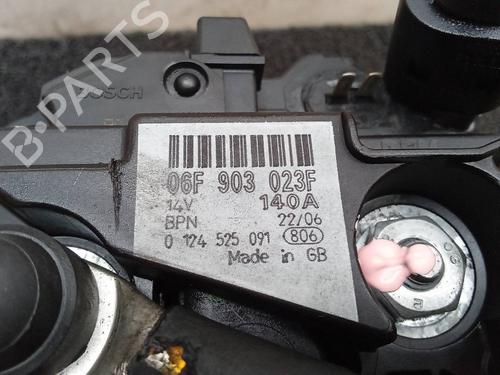 B-PARTS
BOSCH
06F 903 023F
14V 140A
BPN 22/06
0 124 525 091 806
Made in GB